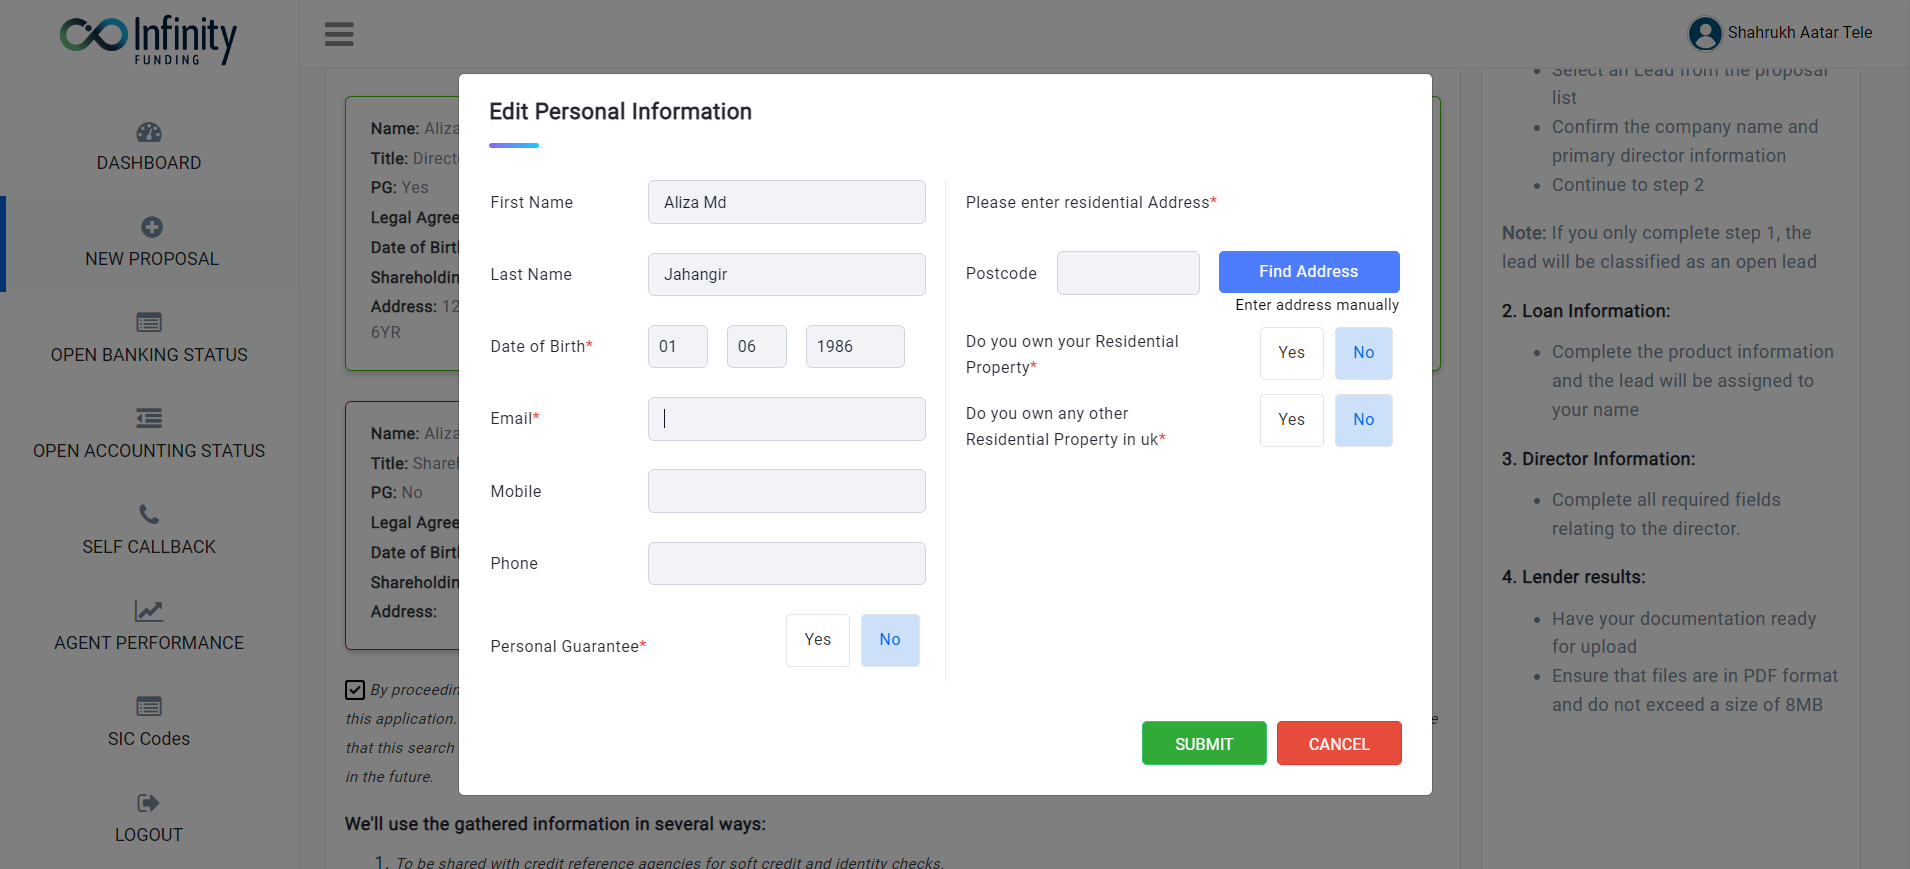 Infinity
FUNDING
DASHBOARD
NEW PROPOSAL
OPEN BANKING STATUS
OPEN ACCOUNTING STATUS
SELF CALLBACK
AGENT PERFORMANCE
SIC Codes
LOGOUT
Shahrukh Aatar Tele
Name: Aliza
Title: Direct
PG: Yes
Legal Agree
Date of Birt
Shareholdin
Address: 12
6YR
Name: Aliza
Title: Shareh
PG: No
Legal Agree
Date of Birt
Shareholdin
Address:
By proceedin
this application.
e
that this search
in the future.
We'll use the gathered information in several ways:
1. To be shared with credit reference agencies for soft credit and identity checks.
Edit Personal Information
First Name Aliza Md
Last Name Jahangir
Date of Birth* 01 06 1986
Email*
Mobile
Phone
Personal Guarantee* Yes No
Please enter residential Address*
Postcode Find Address
Enter address manually
Do you own your Residential
Property* Yes No
Do you own any other
Residential Property in uk* Yes No
SUBMIT CANCEL
Select an Lead from the proposal
list
Confirm the company name and
primary director information
Continue to step 2
Note: If you only complete step 1, the
lead will be classified as an open lead
2. Loan Information:
Complete the product information
and the lead will be assigned to
your name
3. Director Information:
Complete all required fields
relating to the director.
4. Lender results:
Have your documentation ready
for upload
Ensure that files are in PDF format
and do not exceed a size of 8MB